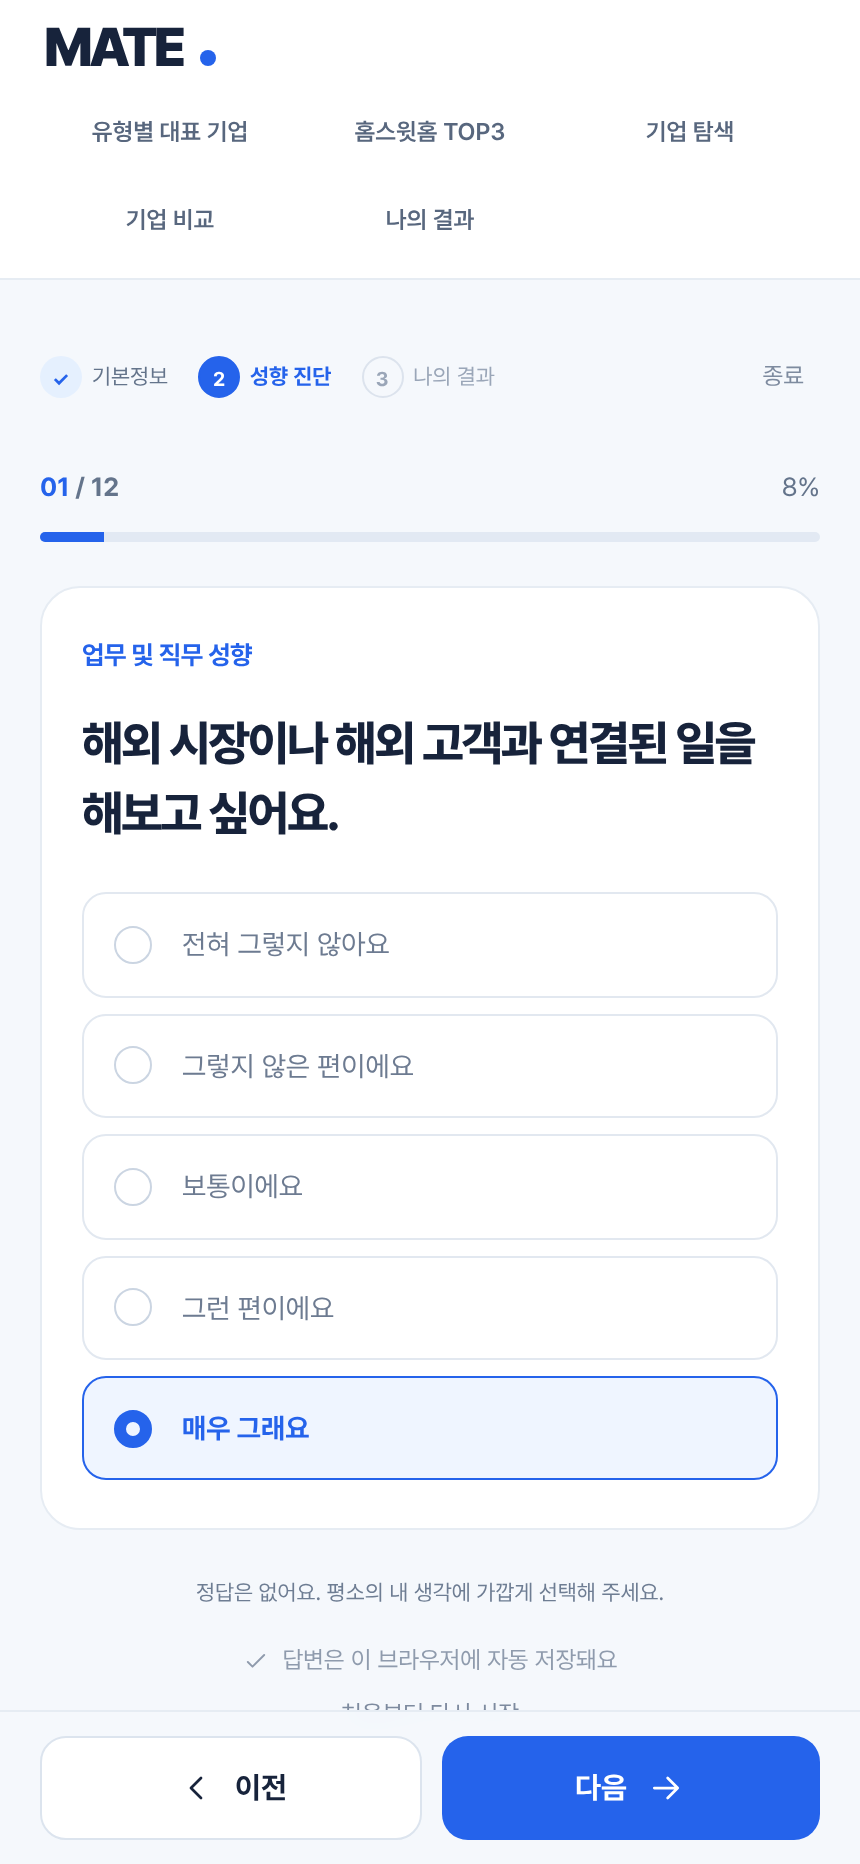 MATE
유형별 대표 기업 홈스윗홈 TOP3 기업 탐색
기업 비교 나의 결과
기본정보 2 성향 진단 3 나의 결과 종료
01 / 12 8%
업무 및 직무 성향
해외 시장이나 해외 고객과 연결된 일을
해보고 싶어요.
전혀 그렇지 않아요
그렇지 않은 편이에요
보통이에요
그런 편이에요
매우 그래요
정답은 없어요. 평소의 내 생각에 가깝게 선택해 주세요.
답변은 이 브라우저에 자동 저장돼요
이전 다음